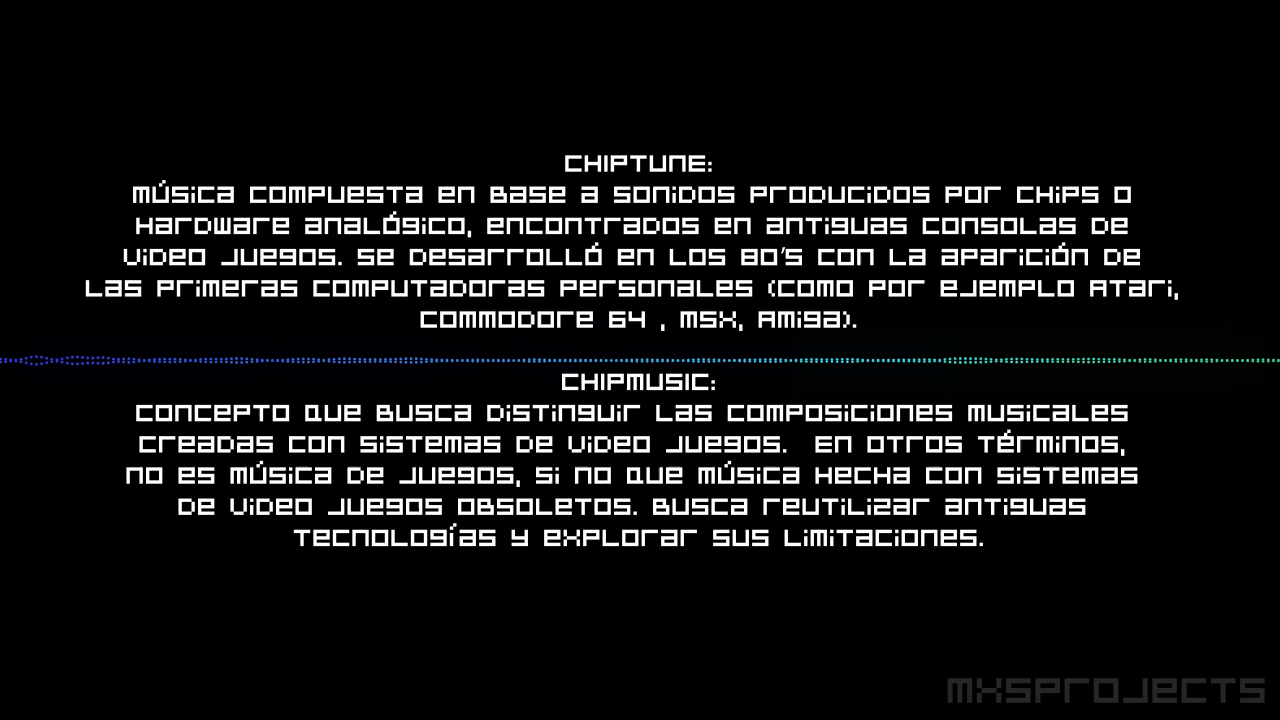 CHIPTUNE:
MÚSICA COMPUESTA EN BASE A SONIDOS PRODUCIDOS POR CHIPS O
HARDWARE ANALÓGICO, ENCONTRADOS EN ANTIGUAS CONSOLAS DE
VIDEO JUEGOS. SE DESARROLLÓ EN LOS 80'S CON LA APARICIÓN DE
LAS PRIMERAS COMPUTADORAS PERSONALES (COMO POR EJEMPLO ATARI,
COMMODORE 64 , MSX, AMIGA).
CHIPMUSIC:
CONCEPTO QUE BUSCA DISTINGUIR LAS COMPOSICIONES MUSICALES
CREADAS CON SISTEMAS DE VIDEO JUEGOS.  EN OTROS TÉRMINOS,
NO ES MÚSICA DE JUEGOS, SI NO QUE MÚSICA HECHA CON SISTEMAS
DE VIDEO JUEGOS OBSOLETOS. BUSCA REUTILIZAR ANTIGUAS
TECNOLOGÍAS Y EXPLORAR SUS LIMITACIONES.
MXSPROJECTS